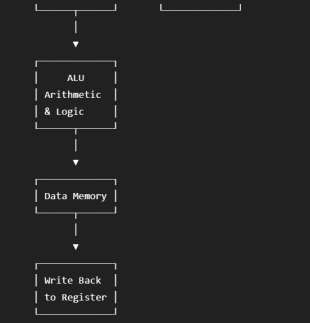 ALU
Arithmetic
& Logic
Data Memory
Write Back
to Register